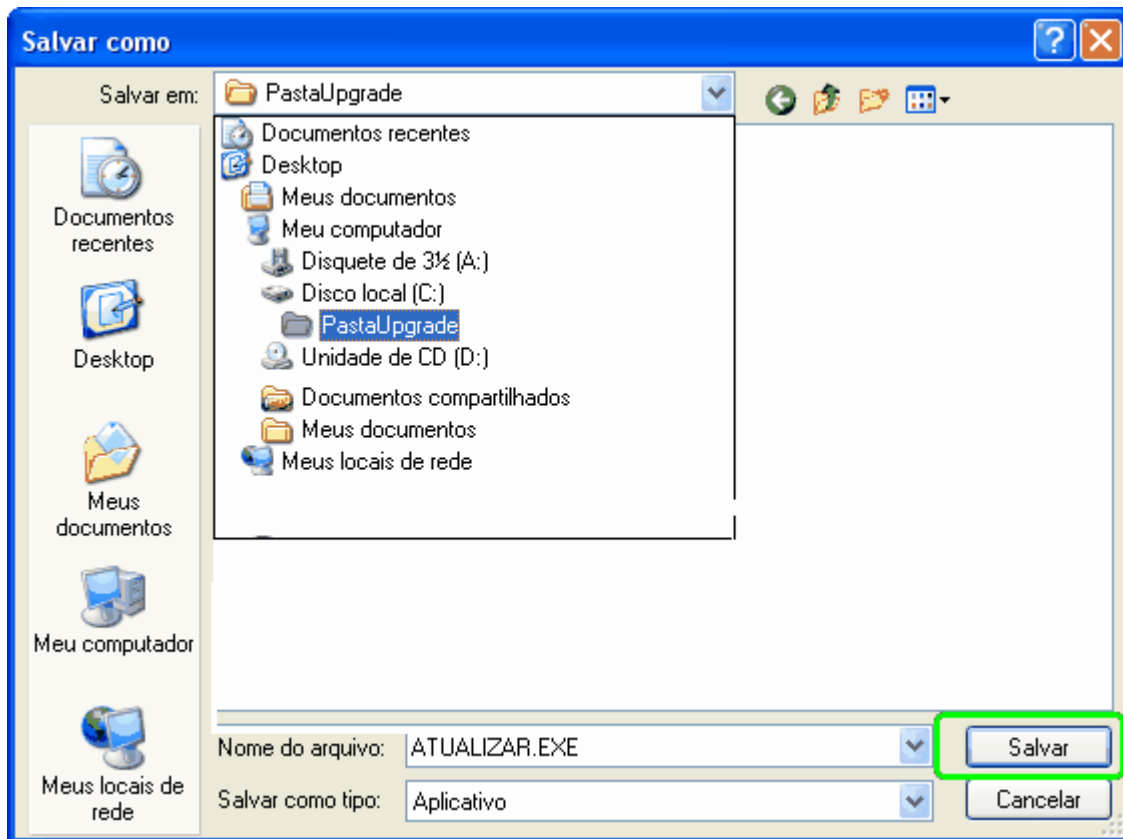 Salvar como
Salvar em:
PastaUpgrade
Documentos recentes
Desktop
Meus documentos
Meu computador
Disquete de 3½ (A:)
Disco local (C:)
PastaUpgrade
Unidade de CD (D:)
Documentos compartilhados
Meus documentos
Meus locais de rede
Documentos
recentes
Desktop
Meus
documentos
Meu computador
Meus locais de
rede
Nome do arquivo:
ATUALIZAR.EXE
Salvar
Salvar como tipo:
Aplicativo
Cancelar